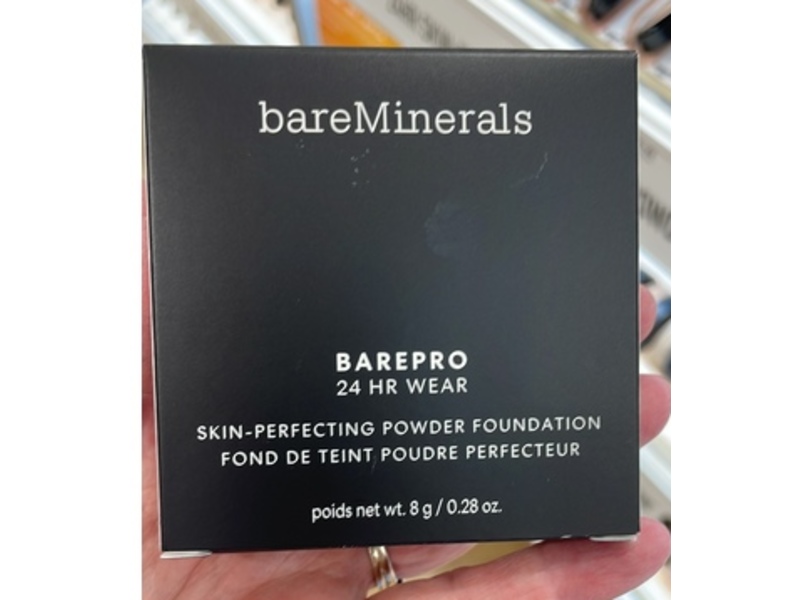 bareMinerals
BAREPRO
24 HR WEAR
SKIN-PERFECTING POWDER FOUNDATION
FOND DE TEINT POUDRE PERFECTEUR
poids net wt. 8 g / 0.28 oz.